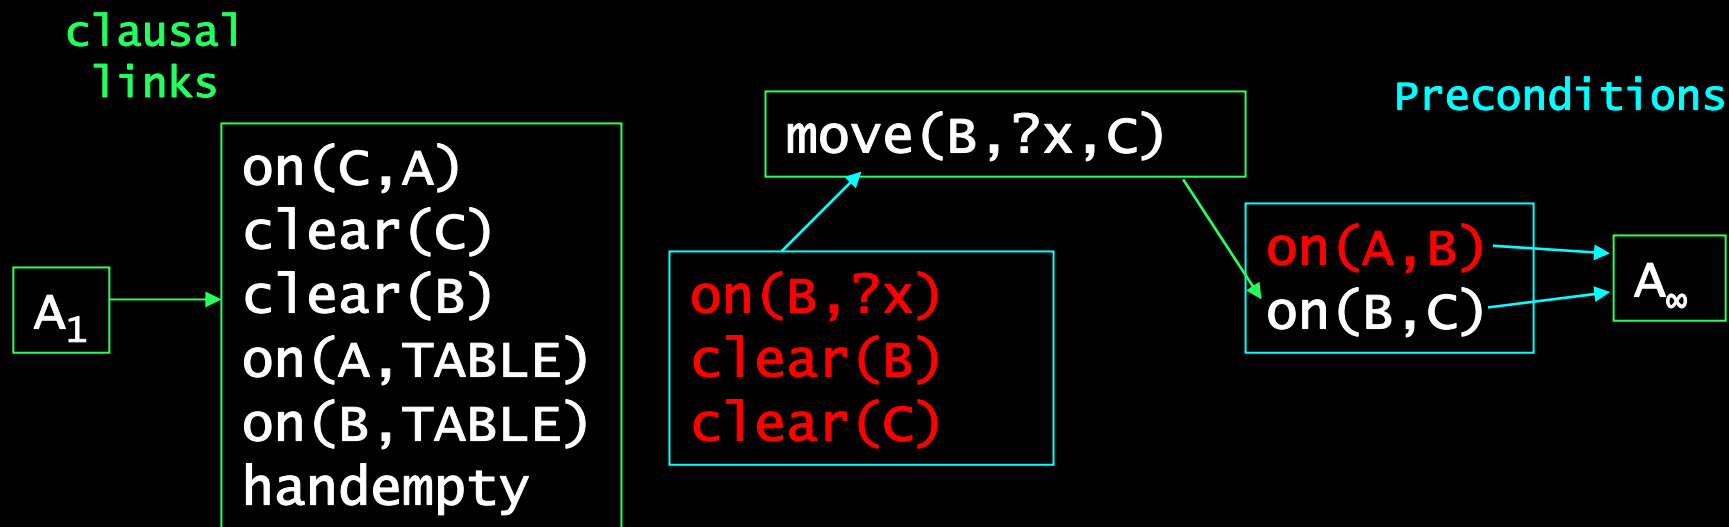 clausal
links
A1
on(C,A)
clear(C)
clear(B)
on(A,TABLE)
on(B,TABLE)
handempty
move(B,?x,C)
on(B,?x)
clear(B)
clear(C)
Preconditions
on(A,B)
on(B,C)
A∞